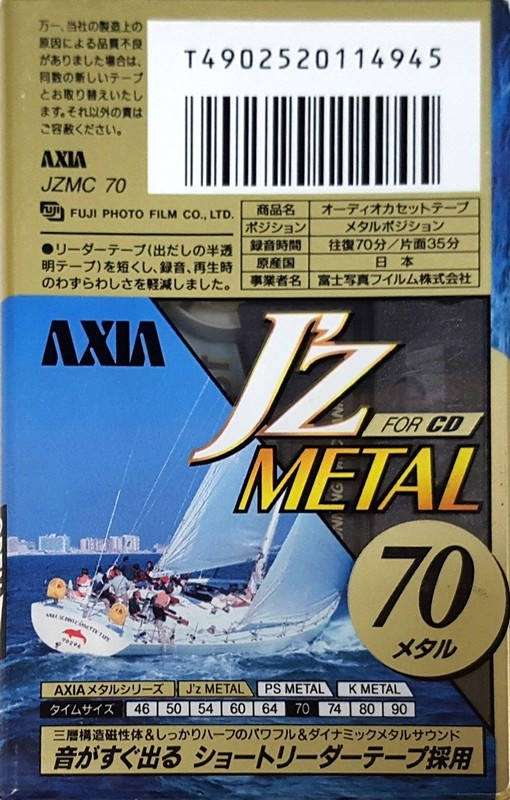 万一、当社の製造上の
原因による品質不良
がありました場合は、
同数の新しいテープ
とお取り替えいたし
ます。それ以外の責は
ご容赦ください。
T4902520114945
AXIA
JZMC 70
FUJI FUJI PHOTO FILM CO., LTD.
●リーダーテープ(出だしの半透
明テープ)を短くし、録音、再生時
のわずらわしさを軽減しました。
商品名 オーディオカセットテープ
ポジション メタルポジション
録音時間 往復70分/片面35分
原産国 日本
事業者名 富士写真フイルム株式会社
AXIA
J'Z
FOR CD
METAL
70
メタル
AXIA AUDIO CASSETTE TAPE
AXIAメタルシリーズ J'z METAL PS METAL K METAL
タイムサイズ 46 50 54 60 64 70 74 80 90
三層構造磁性体&しっかりハーフのパワフル&ダイナミックメタルサウンド
音がすぐ出る ショートリーダーテープ採用